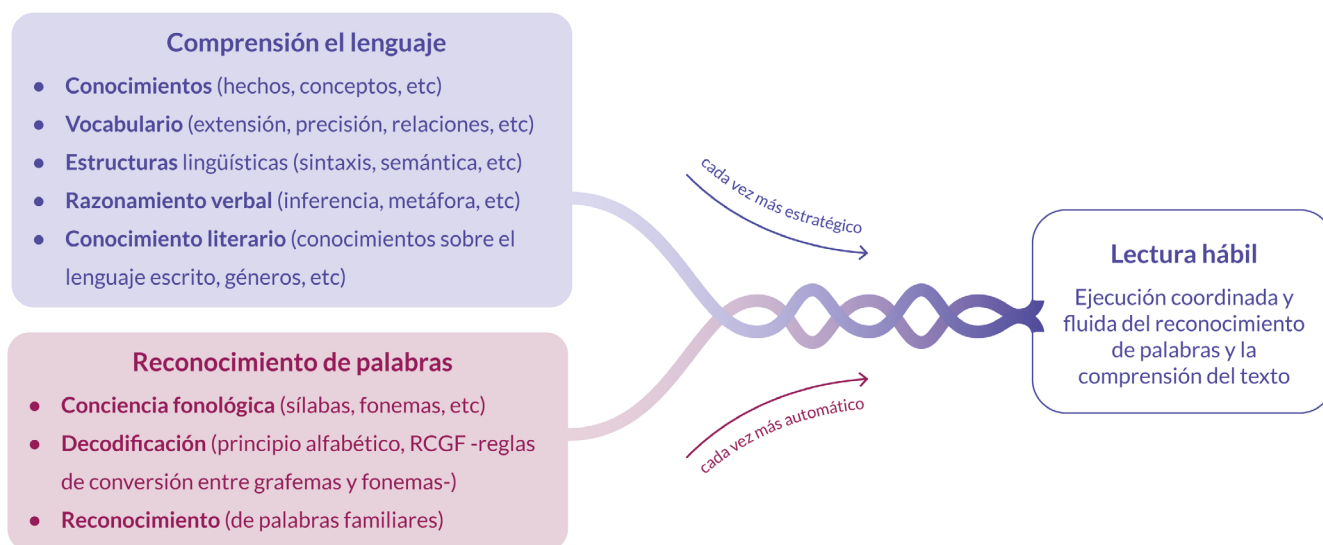 Comprensión el lenguaje
● Conocimientos (hechos, conceptos, etc)
● Vocabulario (extensión, precisión, relaciones, etc)
● Estructuras lingüísticas (sintaxis, semántica, etc)
● Razonamiento verbal (inferencia, metáfora, etc)
● Conocimiento literario (conocimientos sobre el
lenguaje escrito, géneros, etc)
Reconocimiento de palabras
● Conciencia fonológica (sílabas, fonemas, etc)
● Decodificación (principio alfabético, RCGF -reglas
de conversión entre grafemas y fonemas-)
● Reconocimiento (de palabras familiares)
cada vez más estratégico
cada vez más automático
Lectura hábil
Ejecución coordinada y
fluida del reconocimiento
de palabras y la
comprensión del texto